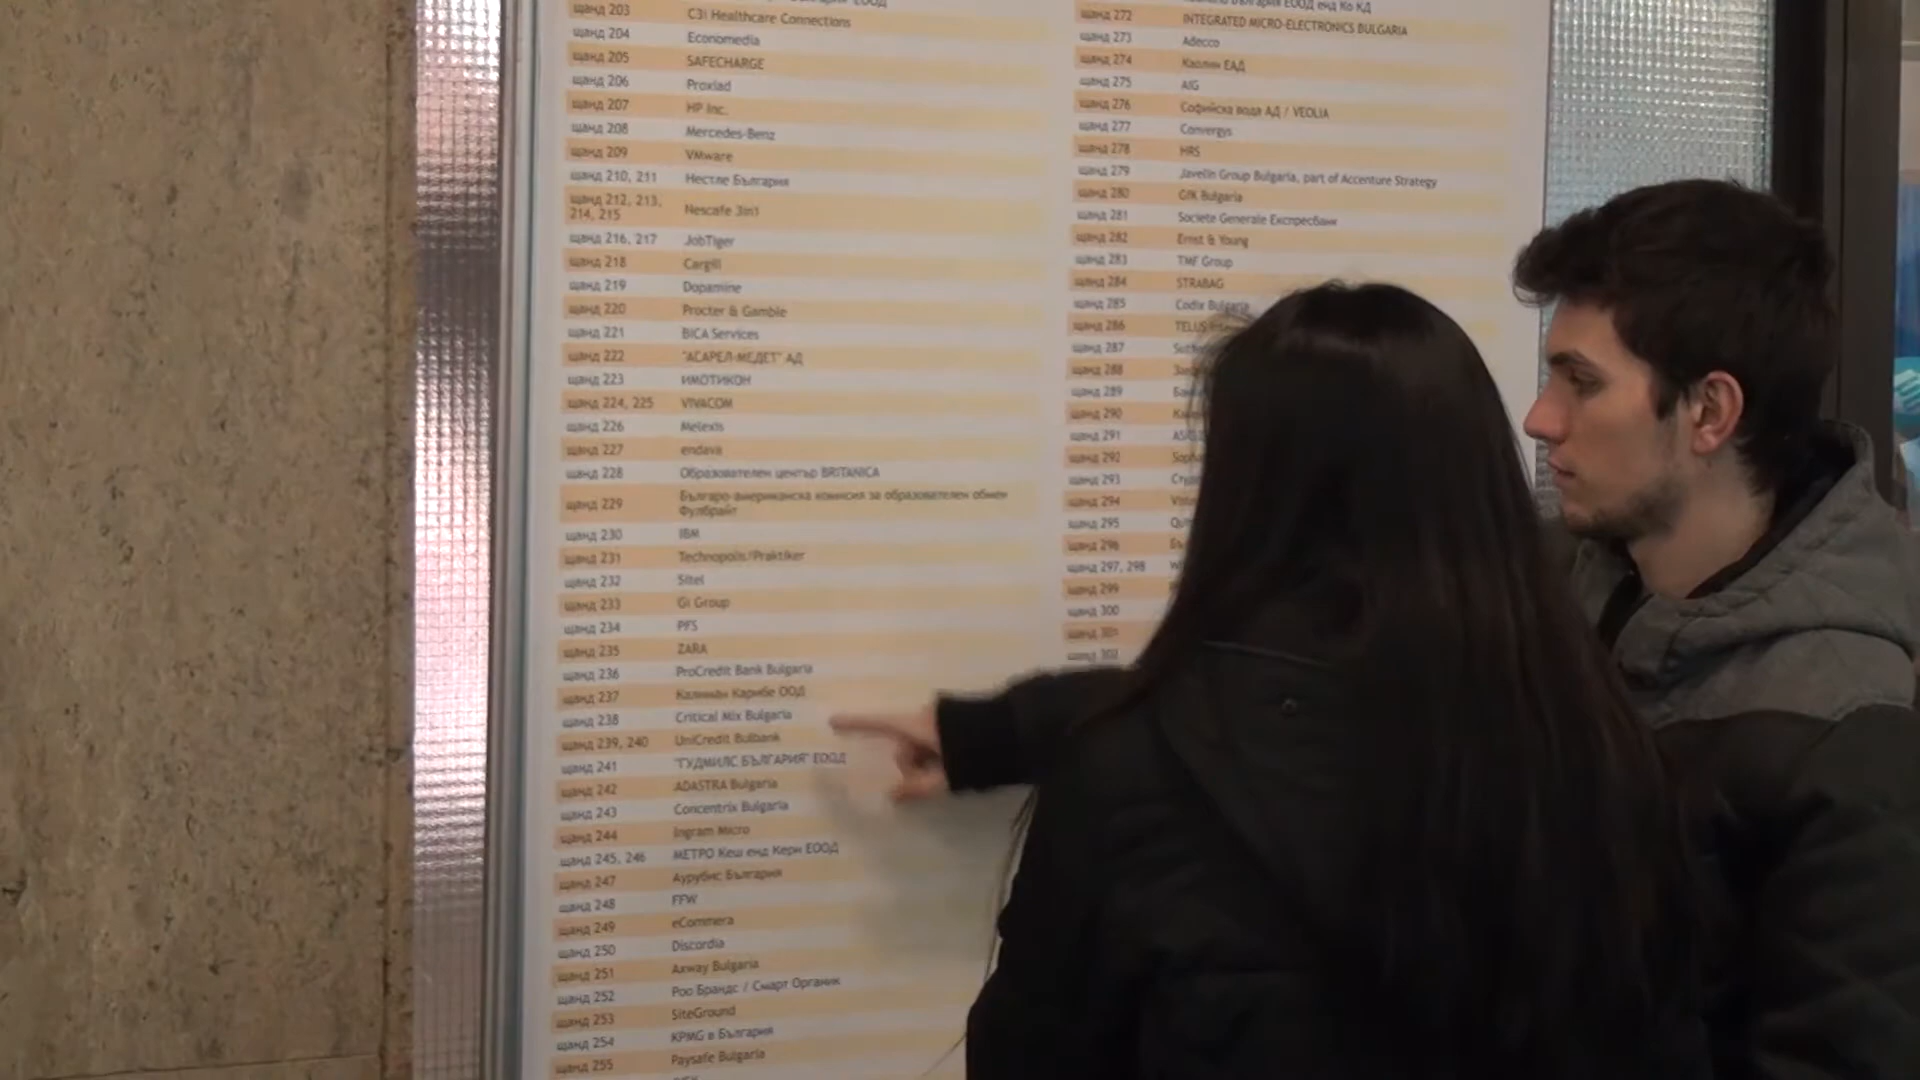 щанд 203 C3i Healthcare Connections
щанд 204 Economedia
щанд 205 SAFECHARGE
щанд 206 Proxiad
щанд 207 HP Inc.
щанд 208 Mercedes-Benz
щанд 209 VMware
щанд 210, 211 Нестле България
щанд 212, 213,
214, 215 Nescafe 3in1
щанд 216, 217 JobTiger
щанд 218 Cargill
щанд 219 Dopamine
щанд 220 Procter & Gamble
щанд 221 BICA Services
щанд 222 "АСАРЕЛ-МЕДЕТ" АД
щанд 223 ИМОТИКОН
щанд 224, 225 VIVACOM
щанд 226 Melexis
щанд 227 endava
щанд 228 Образователен център BRITANICA
щанд 229 Българо-американска комисия за образователен обмен
Фулбрайт
щанд 230 IBM
щанд 231 Technopolis/Praktiker
щанд 232 Sitel
щанд 233 Gi Group
щанд 234 PFS
щанд 235 ZARA
щанд 236 ProCredit Bank Bulgaria
щанд 237 Калиман Карибе ООД
щанд 238 Critical Mix Bulgaria
щанд 239, 240 UniCredit Bulbank
щанд 241 "ГУДМИЛС БЪЛГАРИЯ" ЕООД
щанд 242 ADASTRA Bulgaria
щанд 243 Concentrix Bulgaria
щанд 244 Ingram Micro
щанд 245, 246 МЕТРО Кеш енд Кери ЕООД
щанд 247 Аурубис България
щанд 248 FFW
щанд 249 eCommera
щанд 250 Discordia
щанд 251 Axway Bulgaria
щанд 252 Роо Брандс / Смарт Органик
щанд 253 SiteGround
щанд 254 KPMG в България
щанд 255 Paysafe Bulgaria
ЕООД енд Ко КД
щанд 272 INTEGRATED MICRO-ELECTRONICS BULGARIA
щанд 273 Adecco
щанд 274 Каолин ЕАД
щанд 275 AIG
щанд 276 Софийска вода АД / VEOLIA
щанд 277 Convergys
щанд 278 HRS
щанд 279 Javelin Group Bulgaria, part of Accenture Strategy
щанд 280 GfK Bulgaria
щанд 281 Societe Generale Експресбанк
щанд 282 Ernst & Young
щанд 283 TMF Group
щанд 284 STRABAG
щанд 285 Codix Bulgaria
щанд 286 TELUS
щанд 287
щанд 288
щанд 289
щанд 290
щанд 291
щанд 292
щанд 293
щанд 294
щанд 295
щанд 296
щанд 297, 298
щанд 299
щанд 300
щанд 301
щанд 302